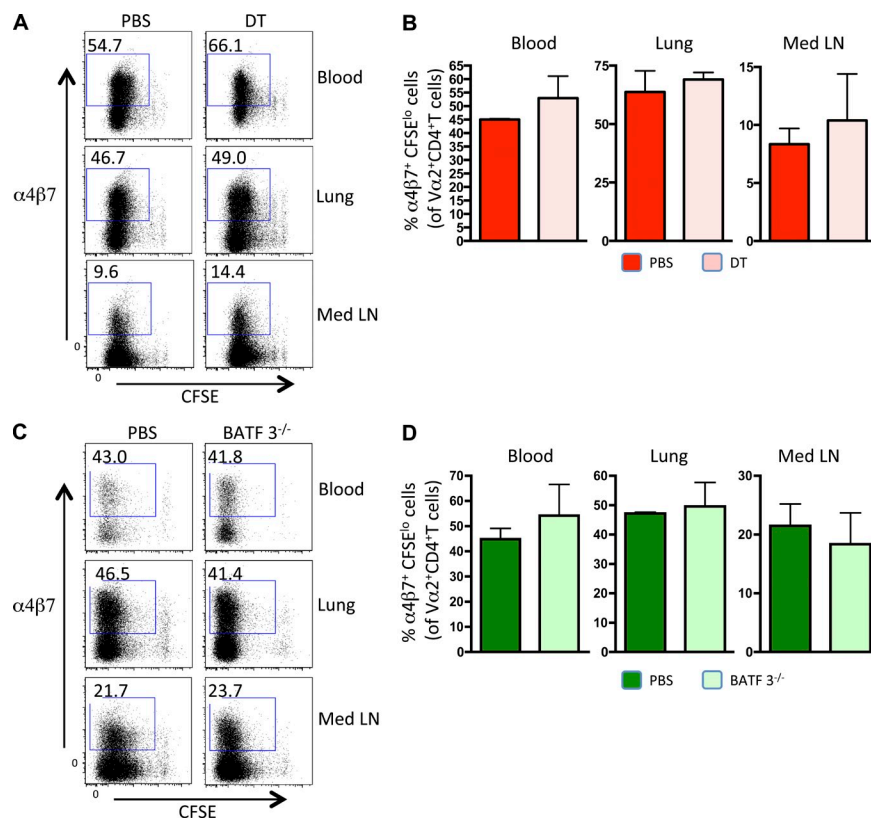 A
PBS DT
54.7 66.1
Blood
46.7 49.0
α4β7
Lung
9.6 14.4
Med LN
0
0
CFSE
B
Blood Lung Med LN
% α4β7⁺ CFSEˡᵒ cells
(of Vα2⁺CD4⁺T cells)
65
60
55
50
45
40
35
30
25
20
15
10
5
0
75
50
25
0
15
10
5
0
PBS DT
C
PBS BATF 3⁻/⁻
43.0 41.8
Blood
46.5 41.4
α4β7
Lung
21.7 23.7
Med LN
0
0
CFSE
D
Blood Lung Med LN
% α4β7⁺ CFSEˡᵒ cells
(of Vα2⁺CD4⁺T cells)
70
60
50
40
30
20
10
0
60
50
40
30
20
10
0
30
20
10
0
PBS BATF 3⁻/⁻